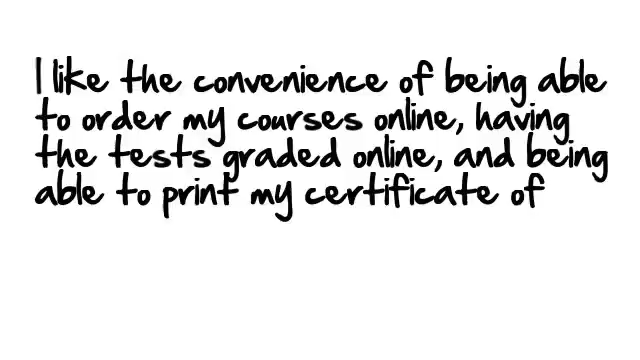 I like the convenience of being able
to order my courses online, having
the tests graded online, and being
able to print my certificate of